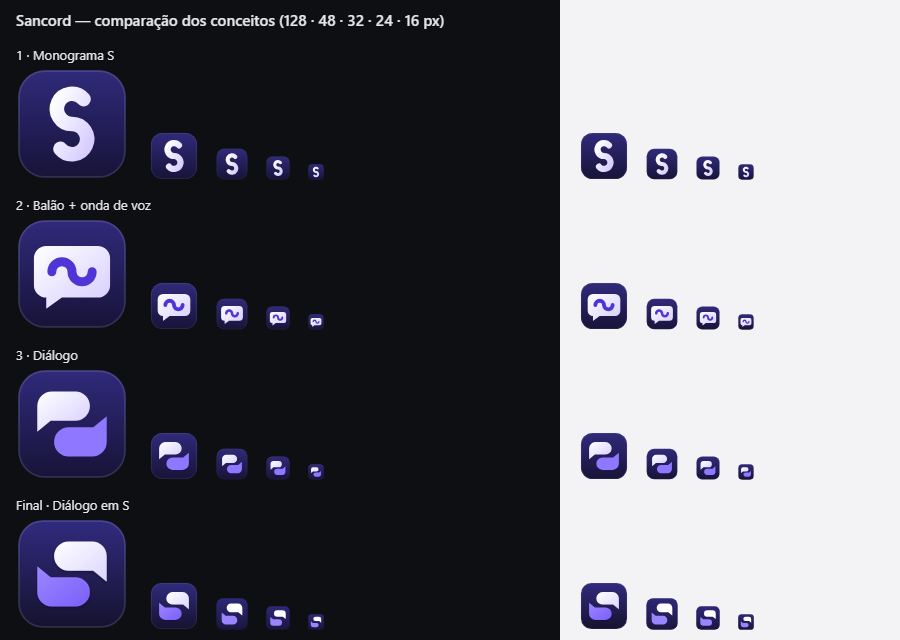 Sancord — comparação dos conceitos (128 · 48 · 32 · 24 · 16 px)
1 · Monograma S
S S S S S S S S S
2 · Balão + onda de voz
3 · Diálogo
Final · Diálogo em S